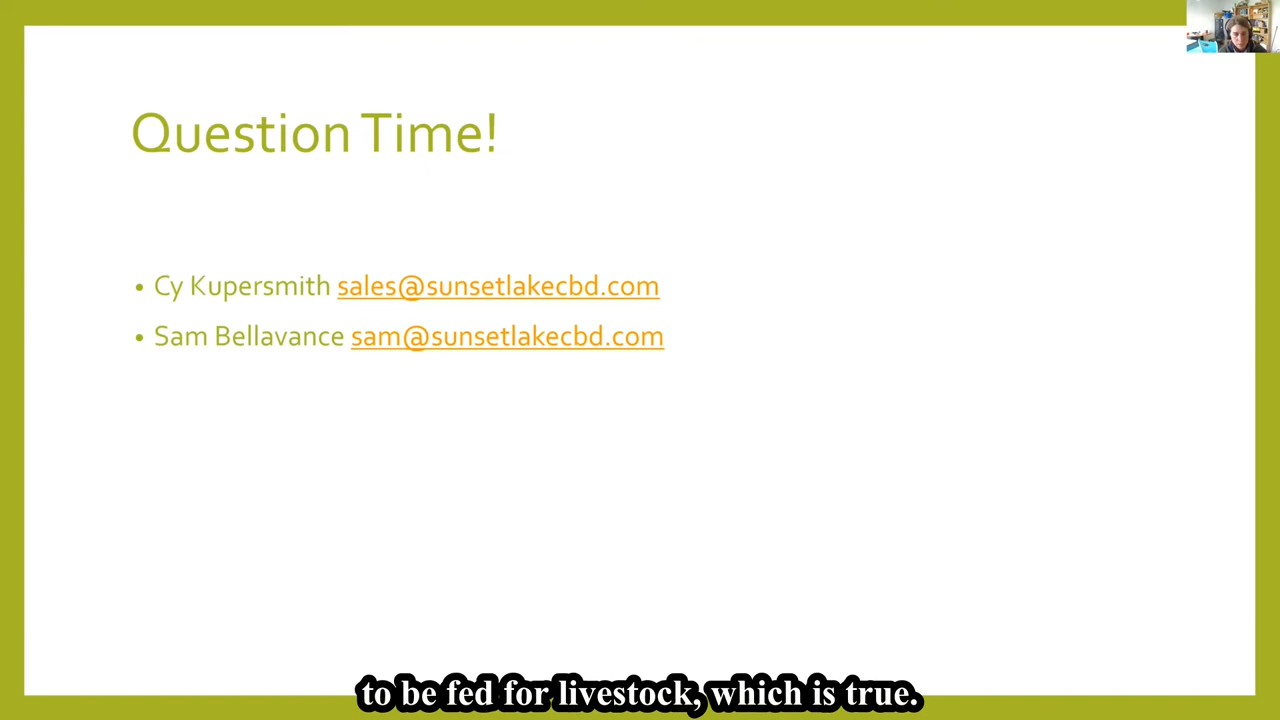 Question Time!
• Cy Kupersmith sales@sunsetlakecbd.com
• Sam Bellavance sam@sunsetlakecbd.com
to be fed for livestock, which is true.